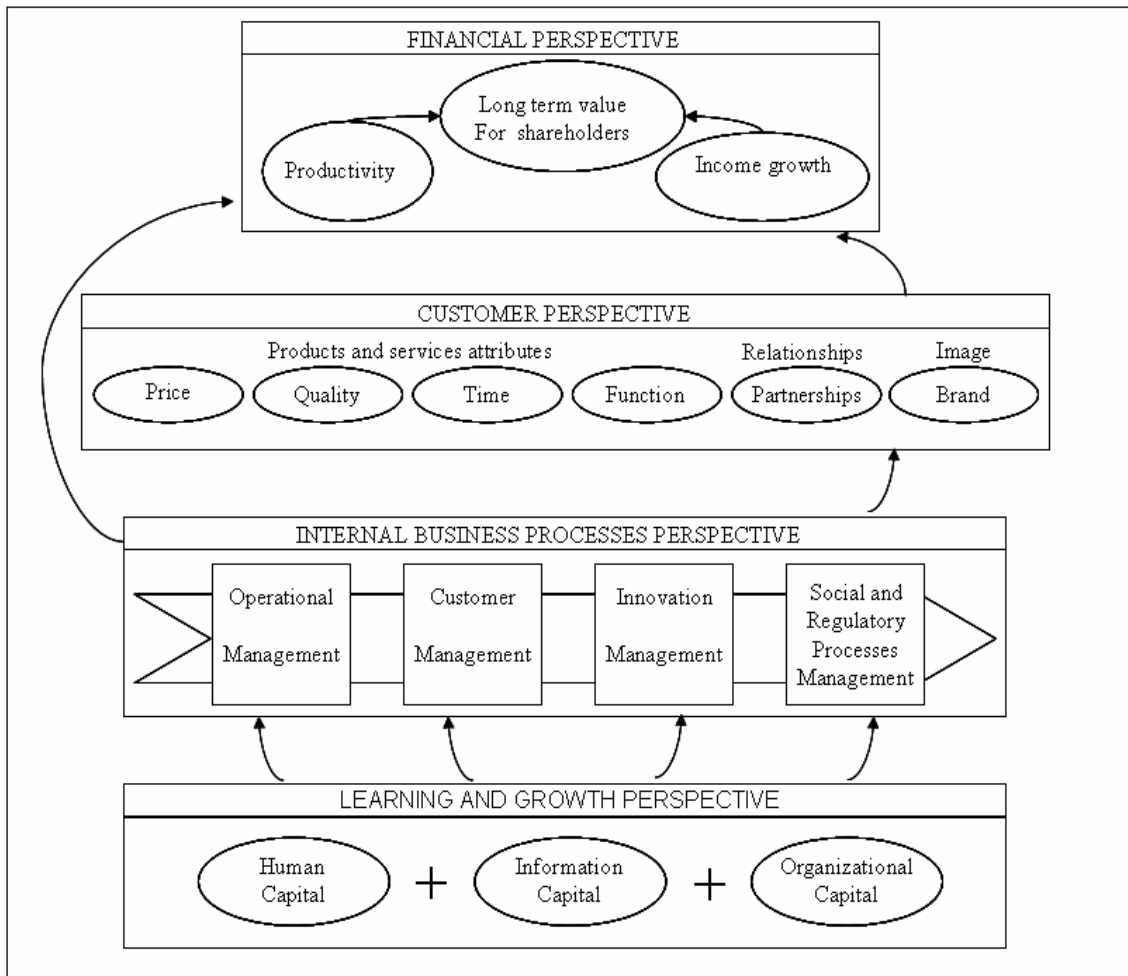 FINANCIAL PERSPECTIVE
Long term value
For shareholders
Productivity
Income growth
CUSTOMER PERSPECTIVE
Products and services attributes
Relationships
Image
Price
Quality
Time
Function
Partnerships
Brand
INTERNAL BUSINESS PROCESSES PERSPECTIVE
Operational
Management
Customer
Management
Innovation
Management
Social and
Regulatory
Processes
Management
LEARNING AND GROWTH PERSPECTIVE
Human
Capital
+
Information
Capital
+
Organizational
Capital